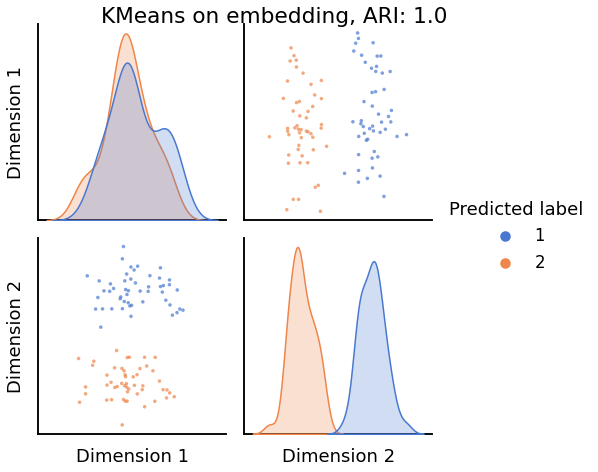 KMeans on embedding, ARI: 1.0
Dimension 1
Predicted label
1
2
Dimension 2
Dimension 1
Dimension 2